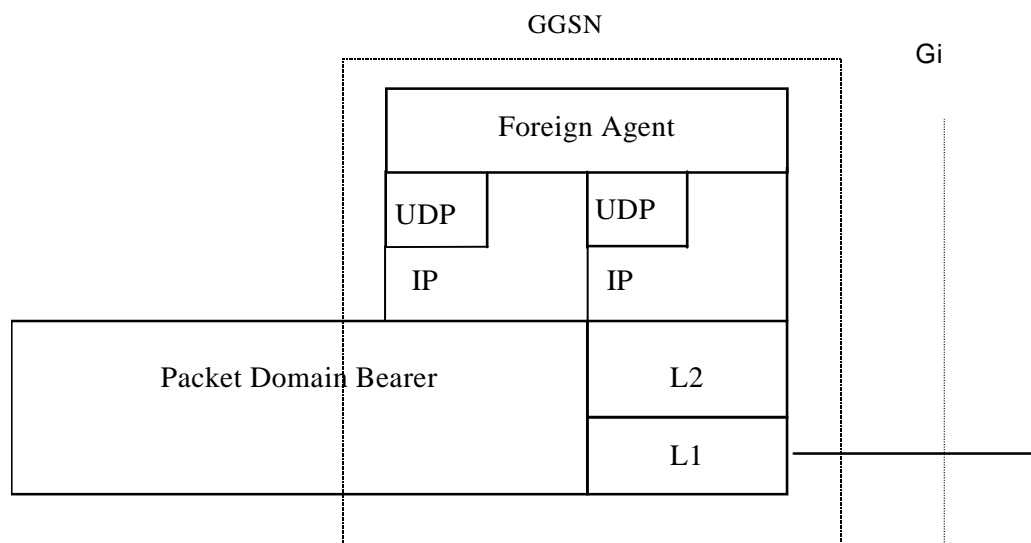 GGSN
Gi
Foreign Agent
UDP
UDP
IP
IP
Packet Domain Bearer
L2
L1